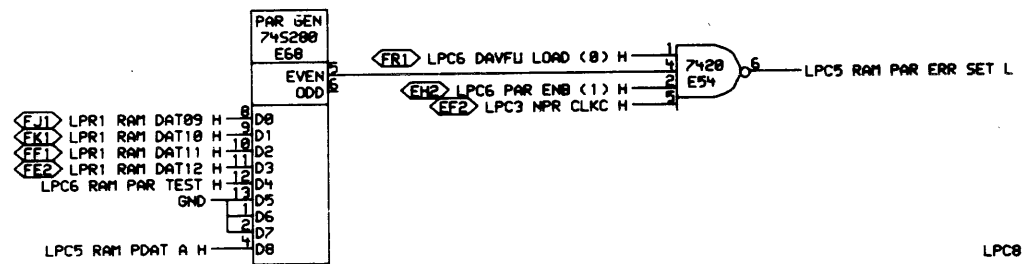 PAR GEN
74S280
E68
EVEN 5
ODD 6
FR1 LPC6 DAVFU LOAD (0) H 1
4
EH2 LPC6 PAR ENB (1) H 2
EF2 LPC3 NPR CLKC H 5
7420
E54
6 LPC5 RAM PAR ERR SET L
FJ1 LPR1 RAM DAT09 H 8 D0
FK1 LPR1 RAM DAT10 H 9 D1
FF1 LPR1 RAM DAT11 H 10 D2
FE2 LPR1 RAM DAT12 H 11 D3
LPC6 RAM PAR TEST H 12 D4
GND 13 D5
1 D6
2 D7
LPC5 RAM PDAT A H 4 D8
LPC8